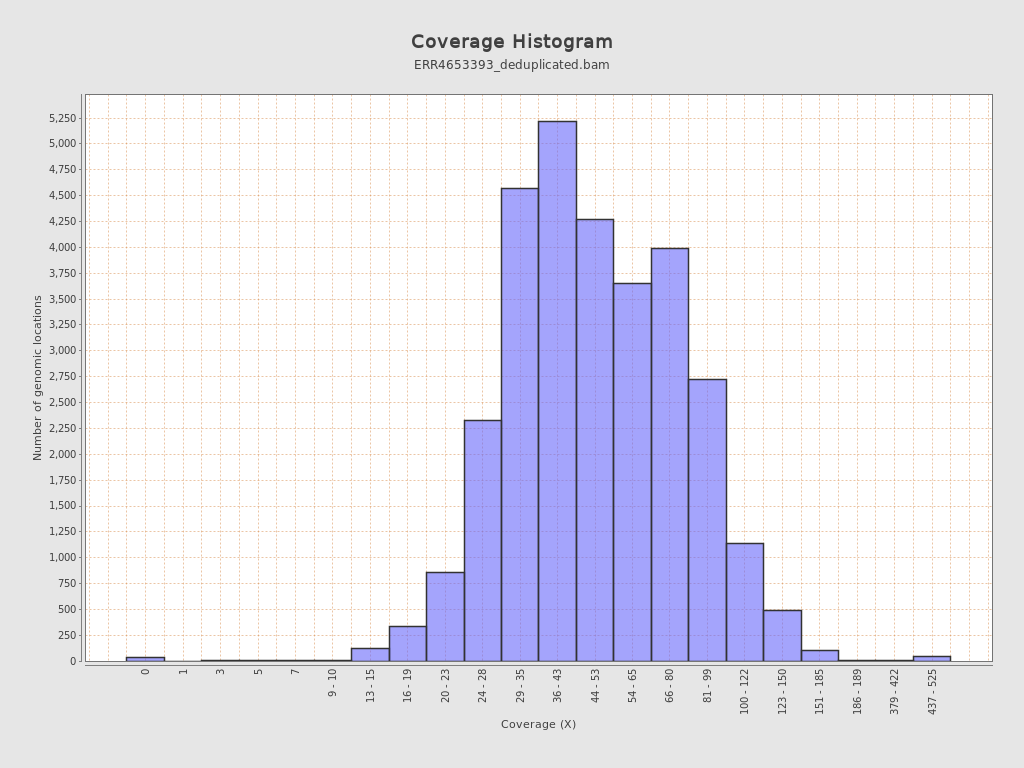 Coverage Histogram
ERR4653393_deduplicated.bam
Number of genomic locations
5,250
5,000
4,750
4,500
4,250
4,000
3,750
3,500
3,250
3,000
2,750
2,500
2,250
2,000
1,750
1,500
1,250
1,000
750
500
250
0
0
1
3
5
7
9 - 10
13 - 15
16 - 19
20 - 23
24 - 28
29 - 35
36 - 43
44 - 53
54 - 65
66 - 80
81 - 99
100 - 122
123 - 150
151 - 185
186 - 189
379 - 422
437 - 525
Coverage (X)